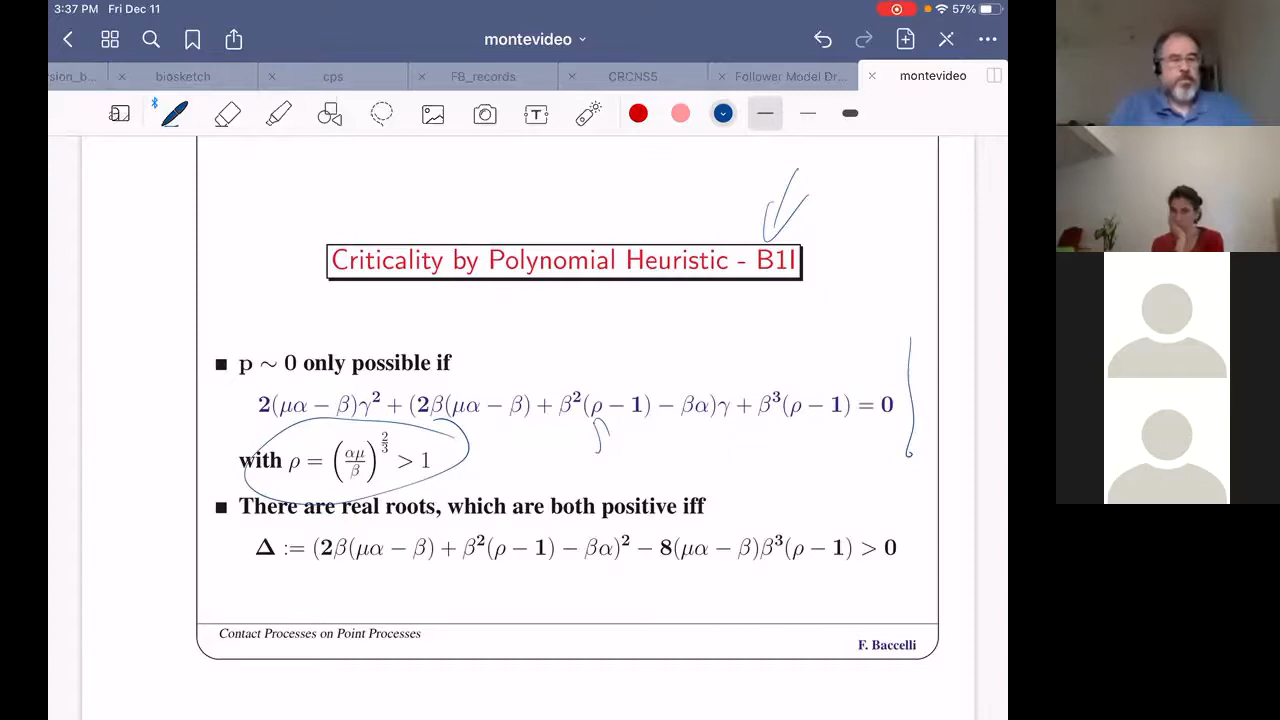 3:37 PM Fri Dec 11
57%
montevideo
sion_b...
biosketch
cps
FB_records
CRCNS5
Follower Model Dr...
montevideo
T
Criticality by Polynomial Heuristic - B1I
■ p ∼ 0 only possible if
2(μα − β)γ² + (2β(μα − β) + β²(ρ − 1) − βα)γ + β³(ρ − 1) = 0
with ρ = (αμ/β)^(2/3) > 1
■ There are real roots, which are both positive iff
Δ := (2β(μα − β) + β²(ρ − 1) − βα)² − 8(μα − β)β³(ρ − 1) > 0
Contact Processes on Point Processes
F. Baccelli